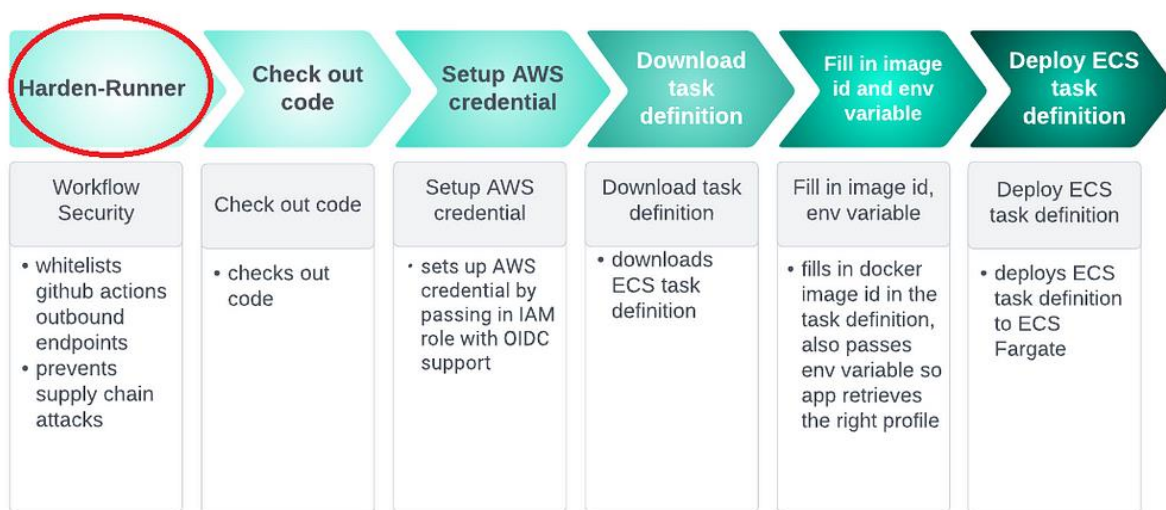 Harden-Runner
Check out
code
Setup AWS
credential
Download
task
definition
Fill in image
id and env
variable
Deploy ECS
task
definition
Workflow
Security
Check out code
Setup AWS
credential
Download task
definition
Fill in image id,
env variable
Deploy ECS
task definition
• whitelists
github actions
outbound
endpoints
• prevents
supply chain
attacks
• checks out
code
• sets up AWS
credential by
passing in IAM
role with OIDC
support
• downloads
ECS task
definition
• fills in docker
image id in the
task definition,
also passes
env variable so
app retrieves
the right profile
• deploys ECS
task definition
to ECS
Fargate